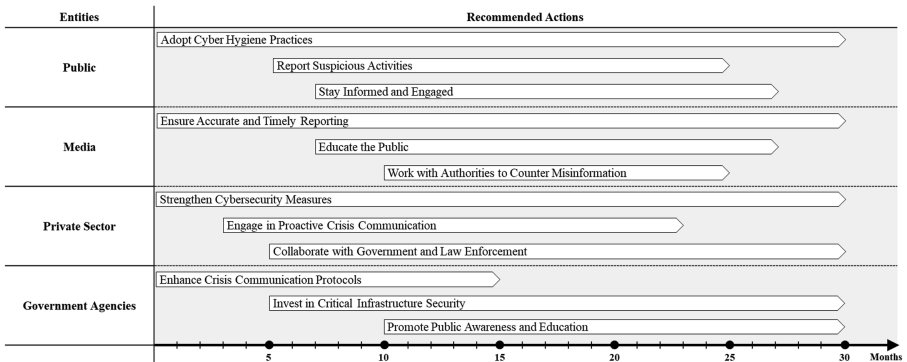 Entities Recommended Actions
Adopt Cyber Hygiene Practices
Public
Report Suspicious Activities
Stay Informed and Engaged
Ensure Accurate and Timely Reporting
Media
Educate the Public
Work with Authorities to Counter Misinformation
Strengthen Cybersecurity Measures
Private Sector
Engage in Proactive Crisis Communication
Collaborate with Government and Law Enforcement
Enhance Crisis Communication Protocols
Government Agencies
Invest in Critical Infrastructure Security
Promote Public Awareness and Education
5 10 15 20 25 30 Months